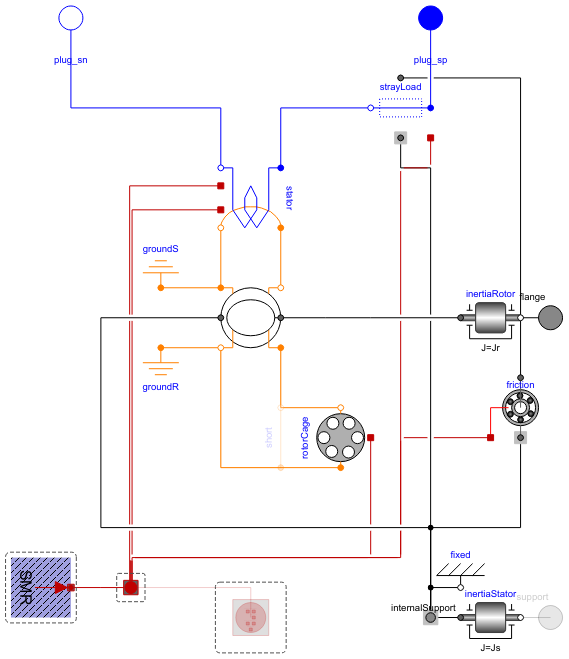 plug_sn
plug_sp
strayLoad
stator
groundS
inertiaRotor
flange
J=Jr
groundR
friction
short
rotorCage
fixed
SMR
inertiaStator
support
internalSupport
J=Js